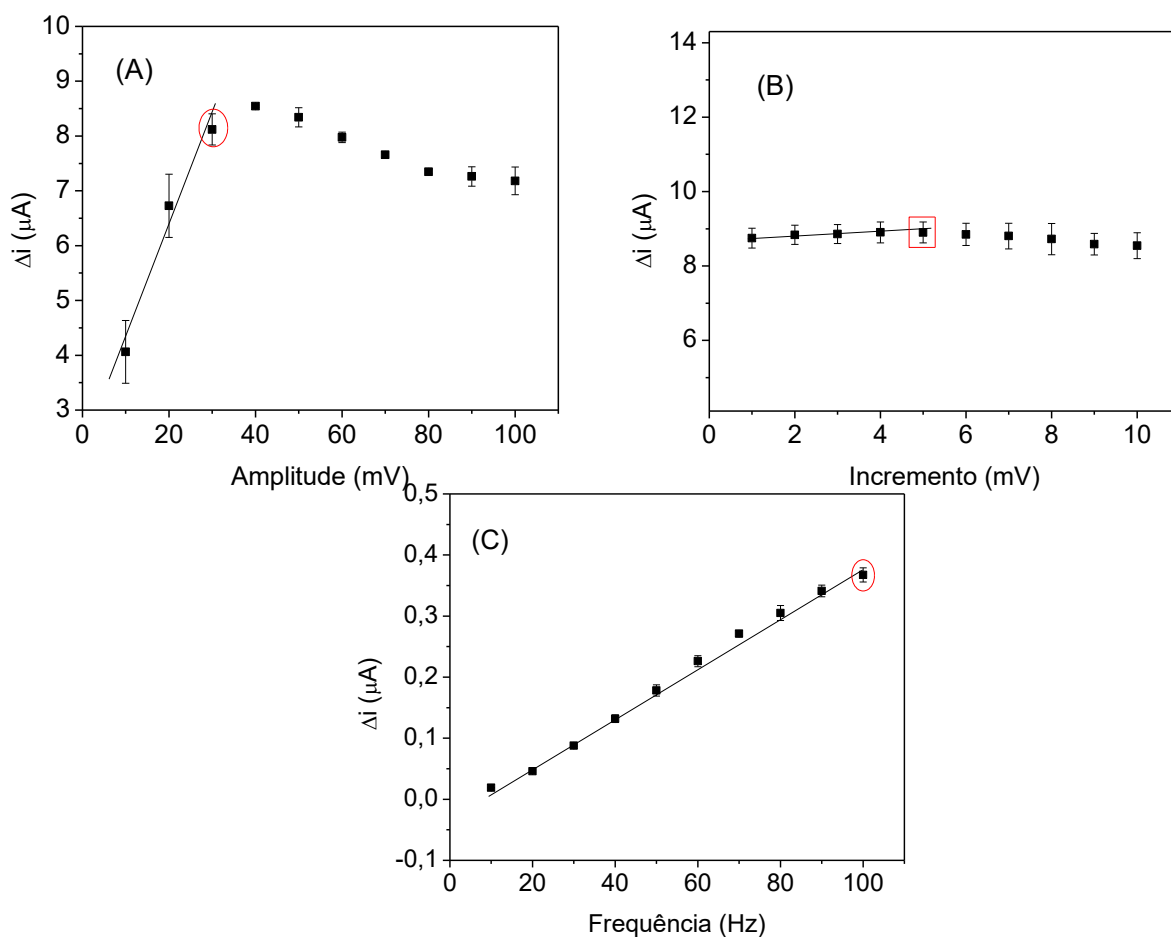 (A)
10
9
8
7
6
5
4
3
Δi (μA)
0 20 40 60 80 100
Amplitude (mV)
(B)
14
12
10
8
6
Δi (μA)
0 2 4 6 8 10
Incremento (mV)
(C)
0,5
0,4
0,3
0,2
0,1
0,0
-0,1
Δi (μA)
0 20 40 60 80 100
Frequência (Hz)